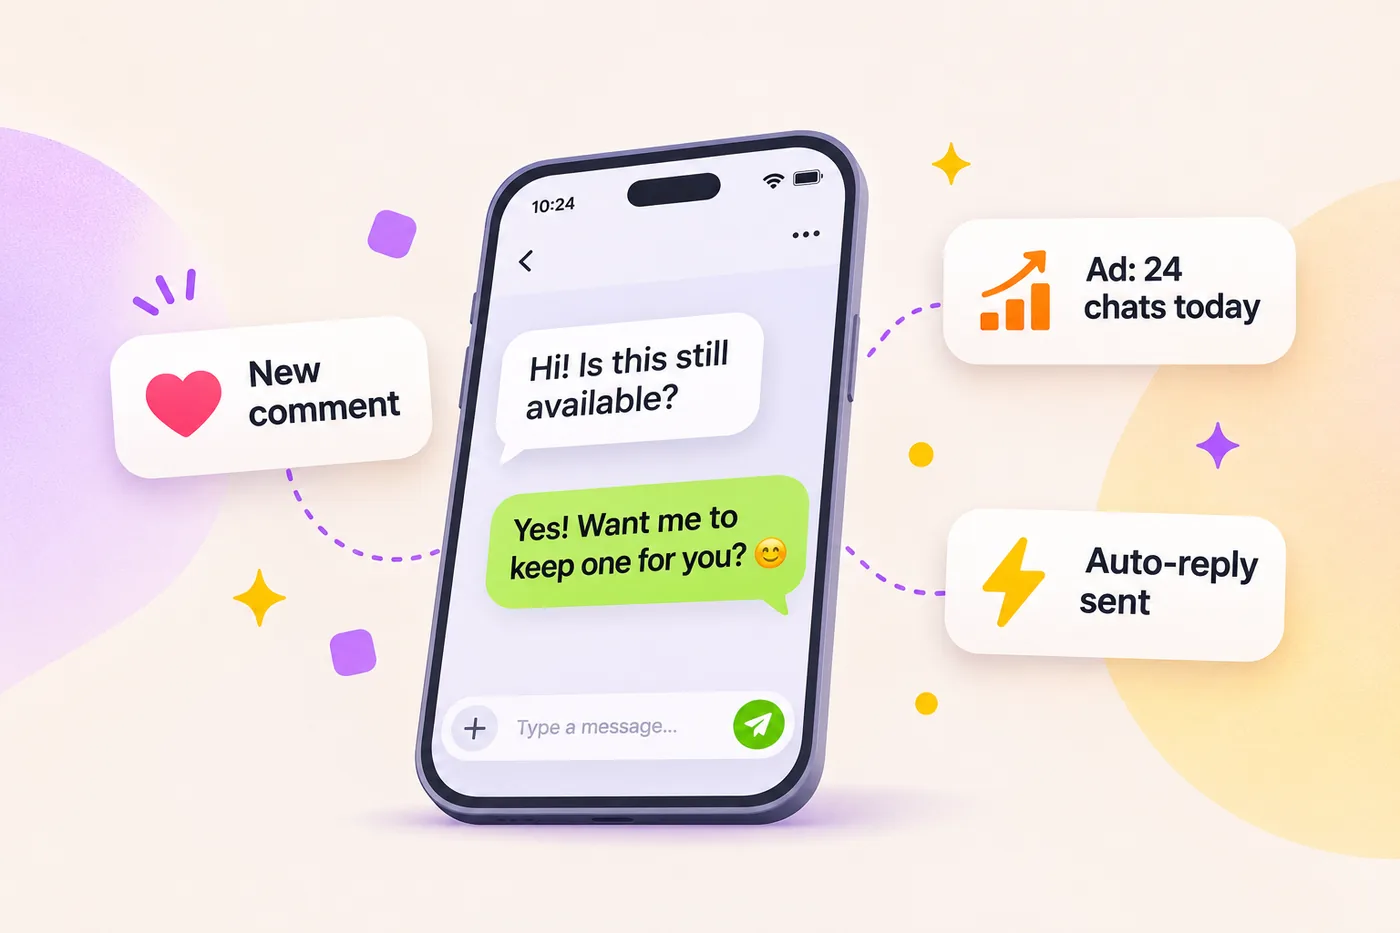 10:24
New
comment
Hi! Is this still
available?
Yes! Want me to
keep one for you? 😊
Type a message...
Ad: 24
chats today
Auto-reply
sent